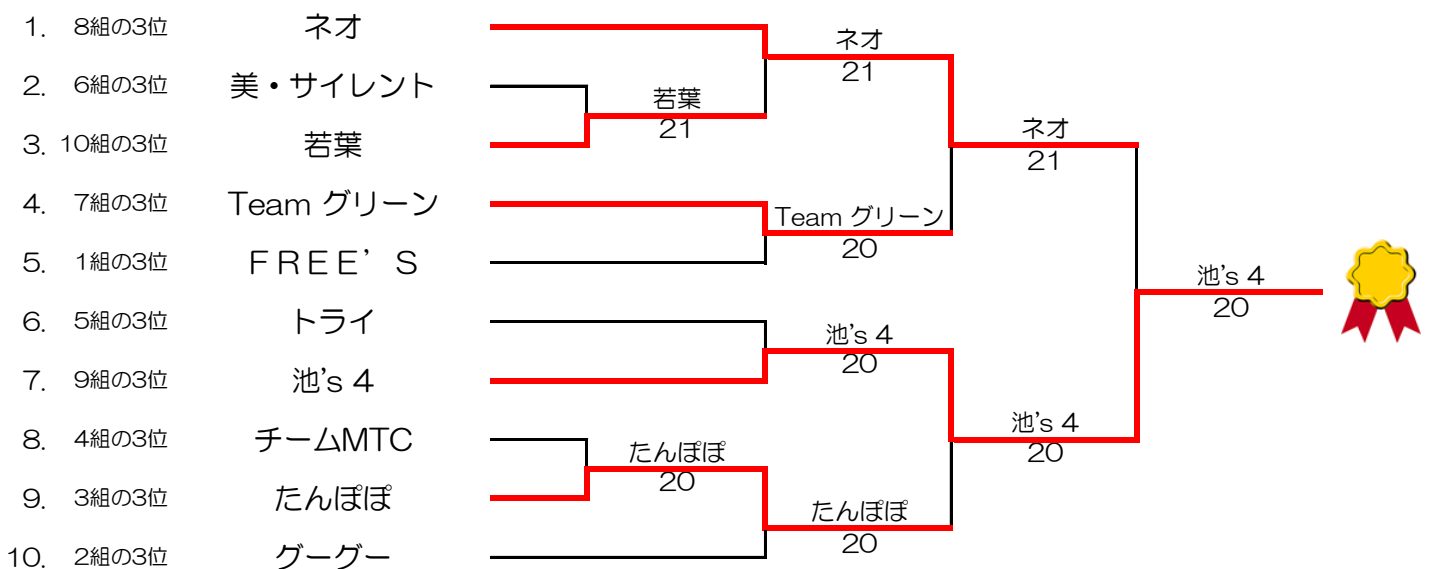 1. 8組の3位 ネオ
2. 6組の3位 美・サイレント
3. 10組の3位 若葉
4. 7組の3位 Team グリーン
5. 1組の3位 ＦＲＥＥ’Ｓ
6. 5組の3位 トライ
7. 9組の3位 池’s 4
8. 4組の3位 チームMTC
9. 3組の3位 たんぽぽ
10. 2組の3位 グーグー
若葉
21
たんぽぽ
20
ネオ
21
Team グリーン
20
池’s 4
20
たんぽぽ
20
ネオ
21
池’s 4
20
池’s 4
20